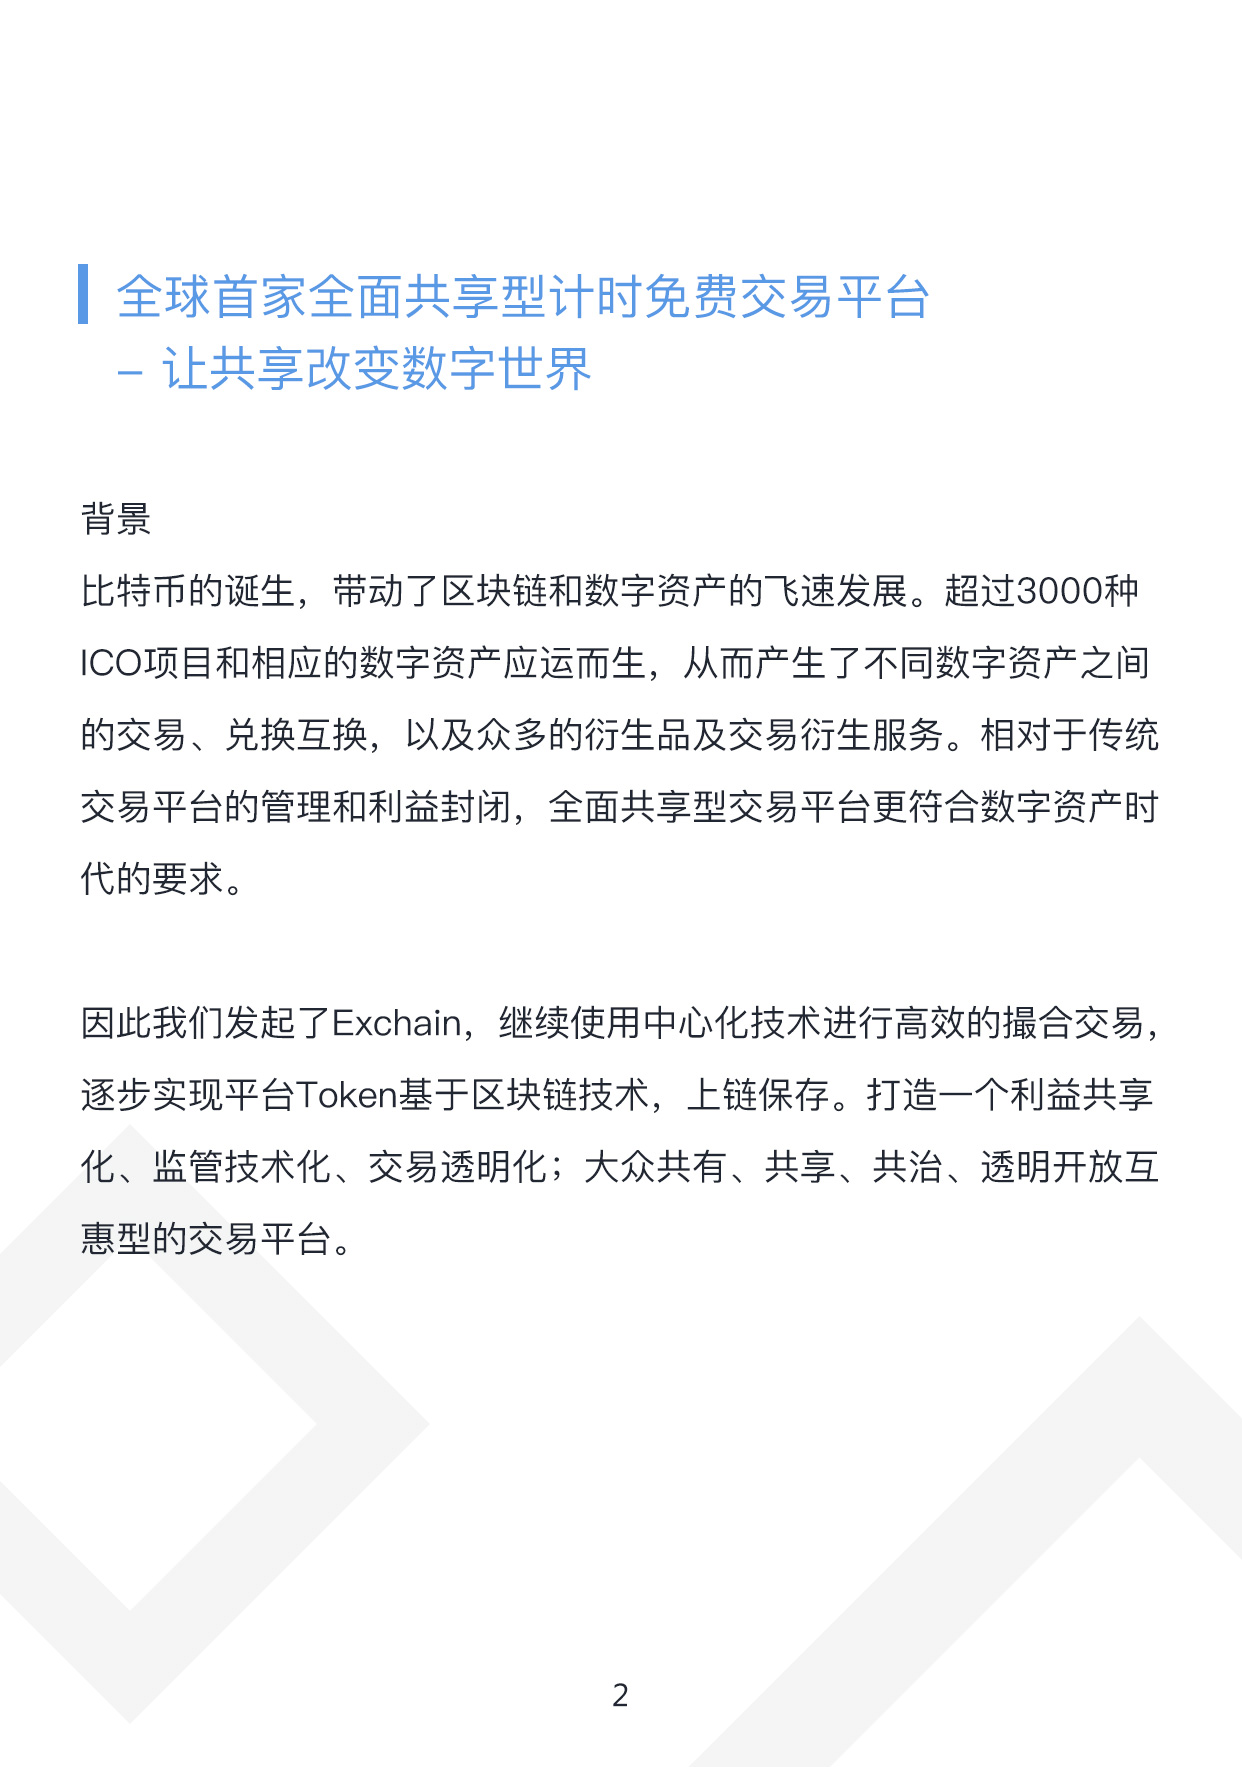 全球首家全面共享型计时免费交易平台
– 让共享改变数字世界
背景
比特币的诞生，带动了区块链和数字资产的飞速发展。超过3000种
ICO项目和相应的数字资产应运而生，从而产生了不同数字资产之间
的交易、兑换互换，以及众多的衍生品及交易衍生服务。相对于传统
交易平台的管理和利益封闭，全面共享型交易平台更符合数字资产时
代的要求。
因此我们发起了Exchain，继续使用中心化技术进行高效的撮合交易，
逐步实现平台Token基于区块链技术，上链保存。打造一个利益共享
化、监管技术化、交易透明化；大众共有、共享、共治、透明开放互
惠型的交易平台。
2